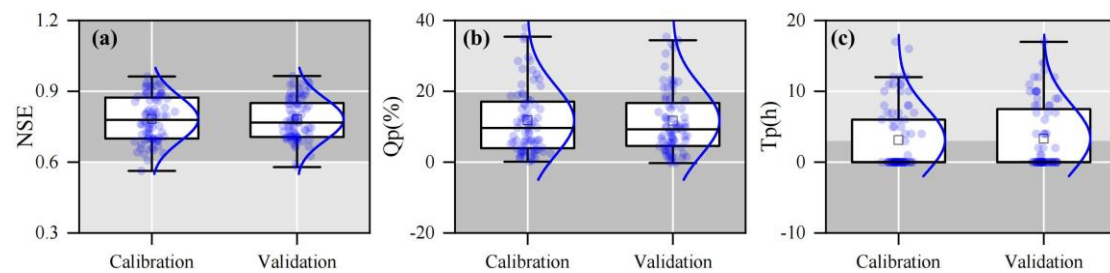 (a)
NSE
1.2
0.9
0.6
0.3
Calibration Validation
(b)
Qp(%)
40
20
0
-20
Calibration Validation
(c)
Tp(h)
20
10
0
-10
Calibration Validation